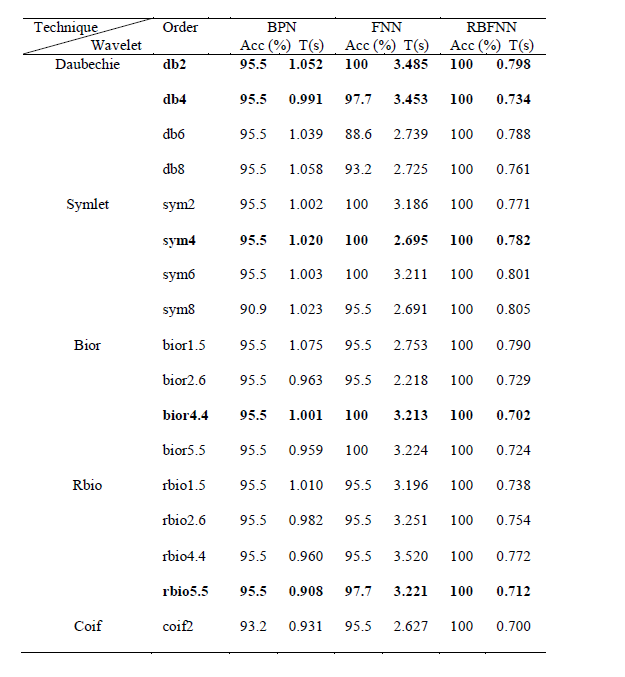 Technique Order BPN FNN RBFNN
Wavelet Acc (%) T(s) Acc (%) T(s) Acc (%) T(s)
Daubechie db2 95.5 1.052 100 3.485 100 0.798
db4 95.5 0.991 97.7 3.453 100 0.734
db6 95.5 1.039 88.6 2.739 100 0.788
db8 95.5 1.058 93.2 2.725 100 0.761
Symlet sym2 95.5 1.002 100 3.186 100 0.771
sym4 95.5 1.020 100 2.695 100 0.782
sym6 95.5 1.003 100 3.211 100 0.801
sym8 90.9 1.023 95.5 2.691 100 0.805
Bior bior1.5 95.5 1.075 95.5 2.753 100 0.790
bior2.6 95.5 0.963 95.5 2.218 100 0.729
bior4.4 95.5 1.001 100 3.213 100 0.702
bior5.5 95.5 0.959 100 3.224 100 0.724
Rbio rbio1.5 95.5 1.010 95.5 3.196 100 0.738
rbio2.6 95.5 0.982 95.5 3.251 100 0.754
rbio4.4 95.5 0.960 95.5 3.520 100 0.772
rbio5.5 95.5 0.908 97.7 3.221 100 0.712
Coif coif2 93.2 0.931 95.5 2.627 100 0.700